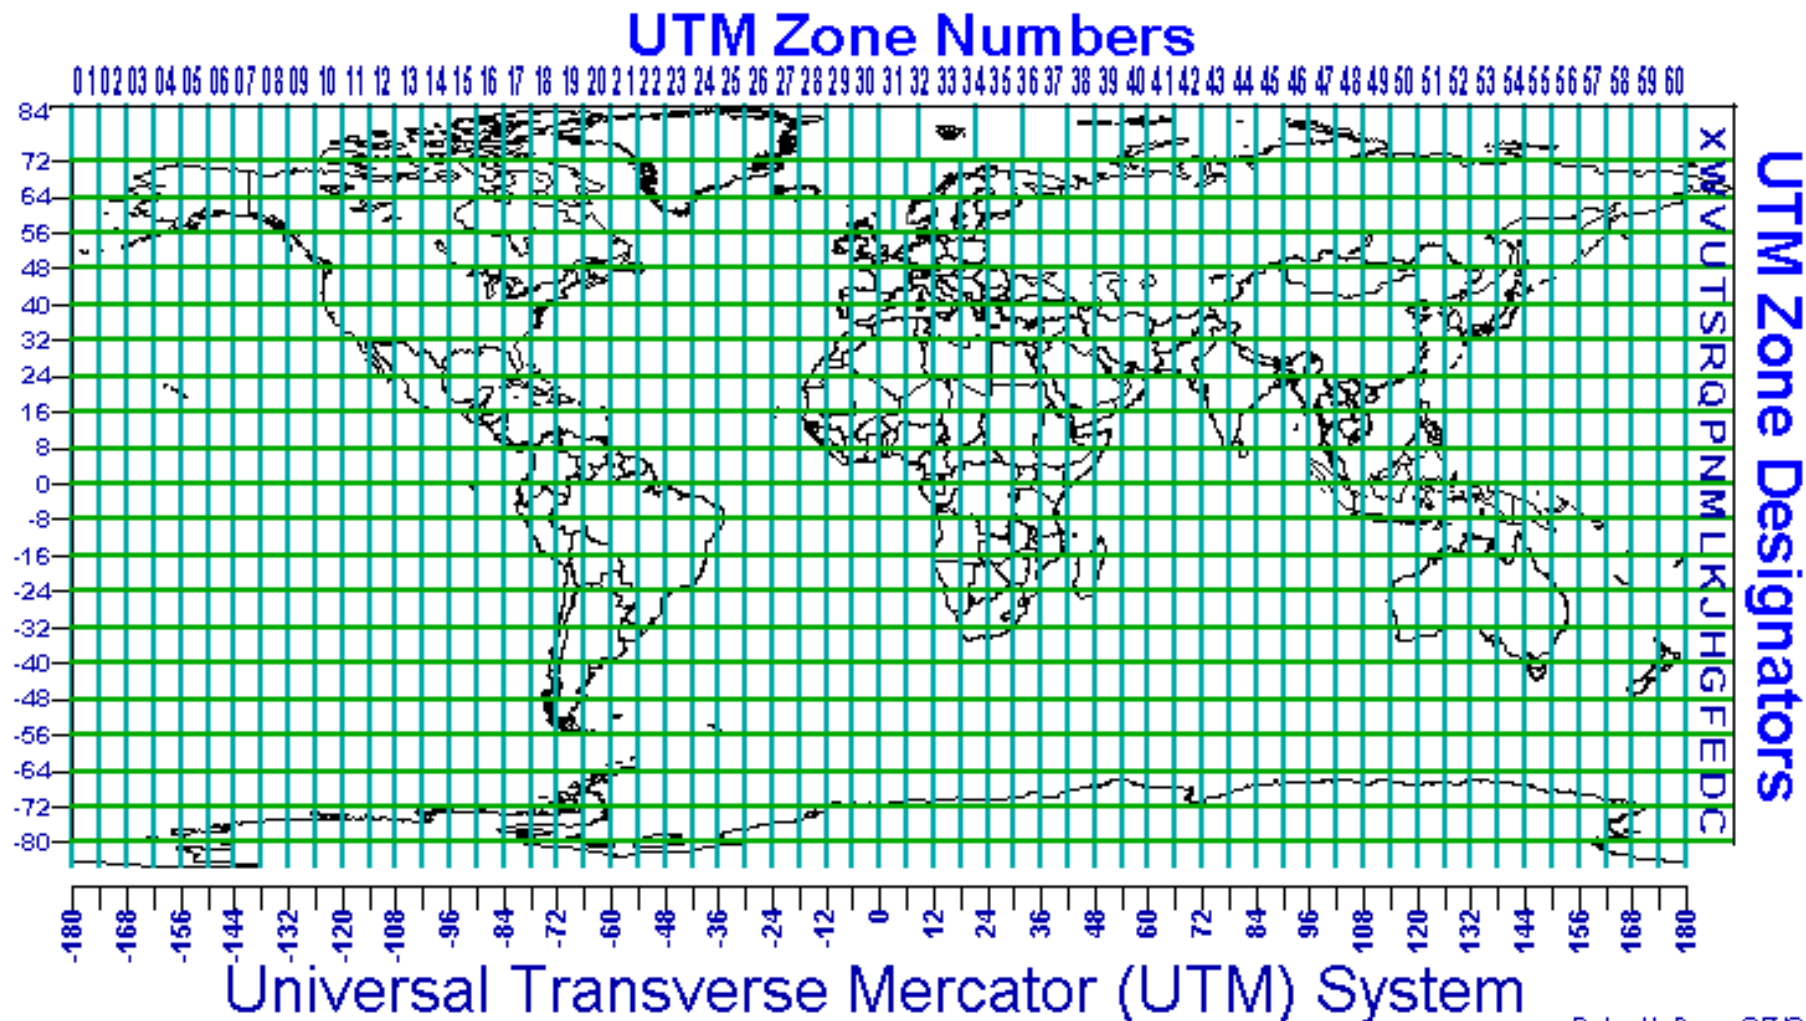 UTM Zone Numbers
0 1 02 03 04 05 06 07 08 09 10 11 12 13 14 15 16 17 18 19 20 21 22 23 24 25 26 27 28 29 30 31 32 33 34 35 36 37 38 39 40 41 42 43 44 45 46 47 48 49 50 51 52 53 54 55 56 57 58 59 60
84
72
64
56
48
40
32
24
16
8
0
-8
-16
-24
-32
-40
-48
-56
-64
-72
-80
X
W
V
U
T
S
R
Q
P
N
M
L
K
J
H
G
F
E
D
C
UTM Zone Designators
-180 -168 -156 -144 -132 -120 -108 -96 -84 -72 -60 -48 -36 -24 -12 0 12 24 36 48 60 72 84 96 108 120 132 144 156 168 180
Universal Transverse Mercator (UTM) System